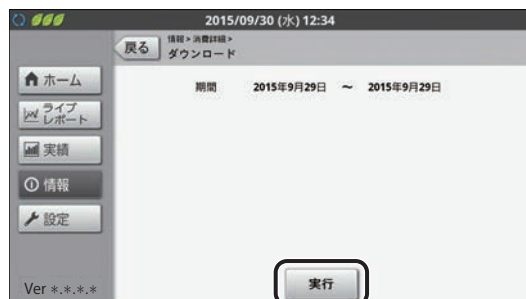 2015/09/30 (水) 12:34
戻る
情報 > 消費詳細 >
ダウンロード
ホーム
ライブ
レポート
実績
情報
設定
期間 2015年9月29日 ～ 2015年9月29日
実行
Ver *.*.*.*